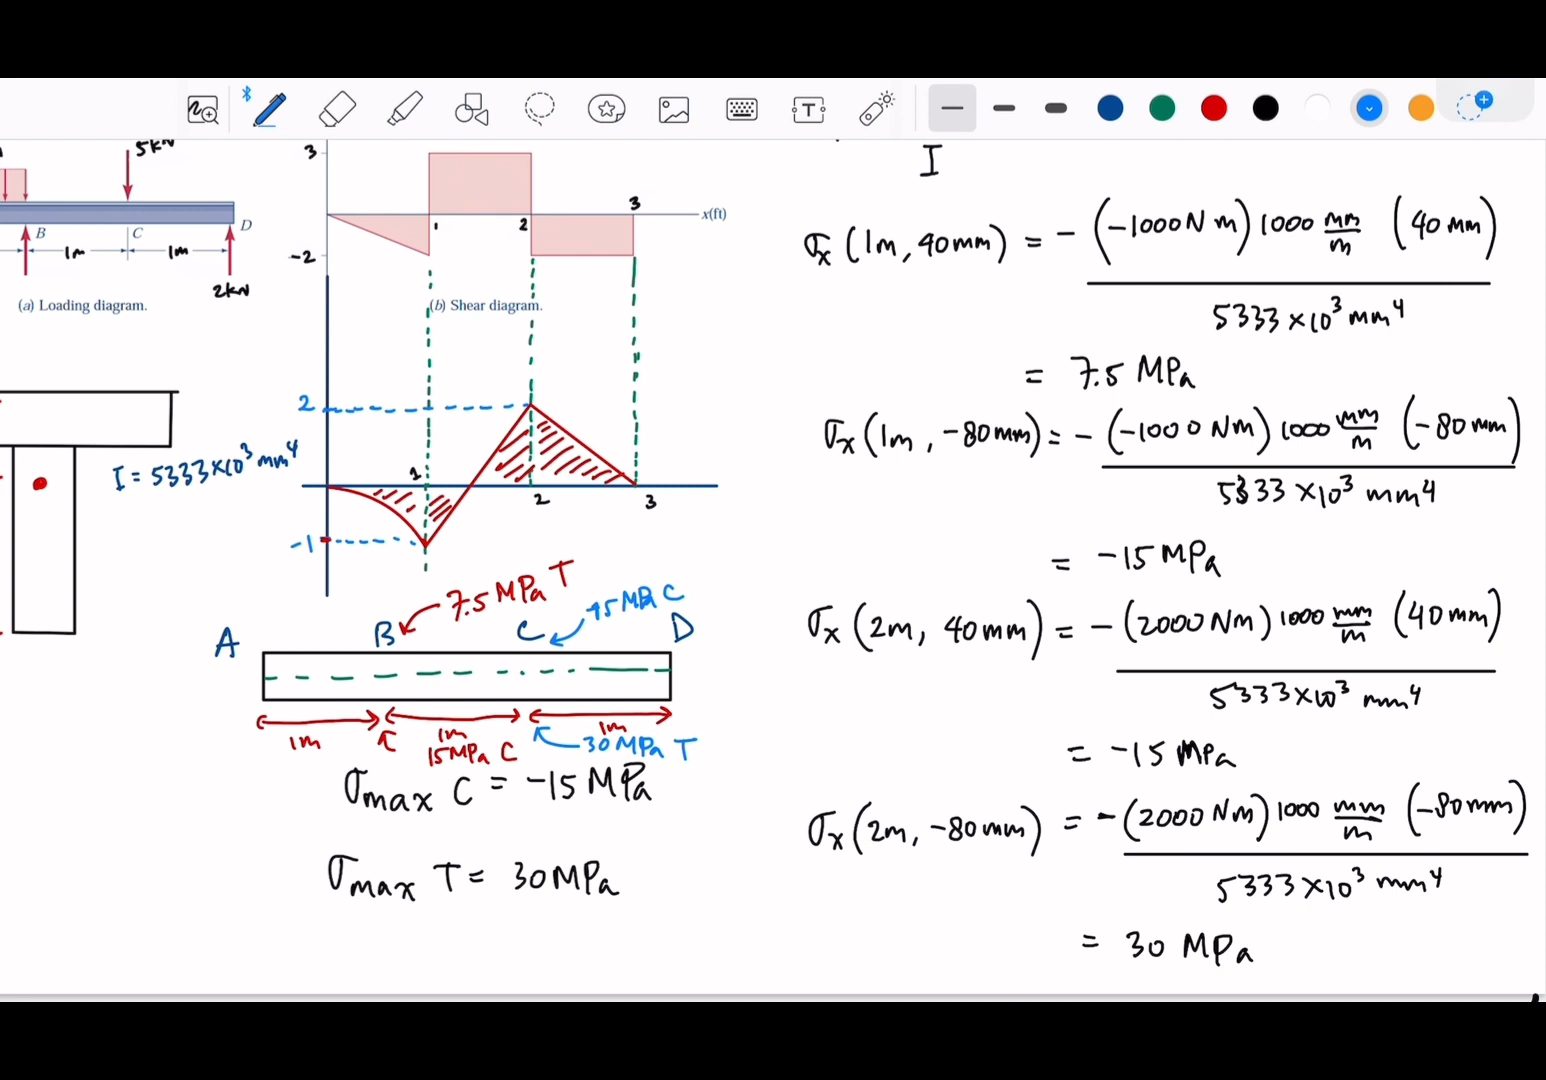 5kN
B
C
D
1m
1m
2kN
(a) Loading diagram.
3
3
x(ft)
1
2
-2
(b) Shear diagram.
2
1
2
3
-1
I = 5333×10³ mm⁴
7.5 MPa T
15 MPa C
A
B
C
D
1m
1m
1m
15MPa C
30 MPa T
σmax C = -15 MPa
σmax T = 30 MPa
I
σx (1m, 40mm) = - (-1000 N m) 1000 mm/m (40 mm)
5333 ×10³ mm⁴
= 7.5 MPa
σx (1m, -80mm) = - (-1000 Nm) 1000 mm/m (-80 mm)
5333 ×10³ mm⁴
= -15 MPa
σx (2m, 40mm) = - (2000 Nm) 1000 mm/m (40 mm)
5333×10³ mm⁴
= -15 MPa
σx (2m, -80mm) = - (2000 Nm) 1000 mm/m (-80mm)
5333×10³ mm⁴
= 30 MPa